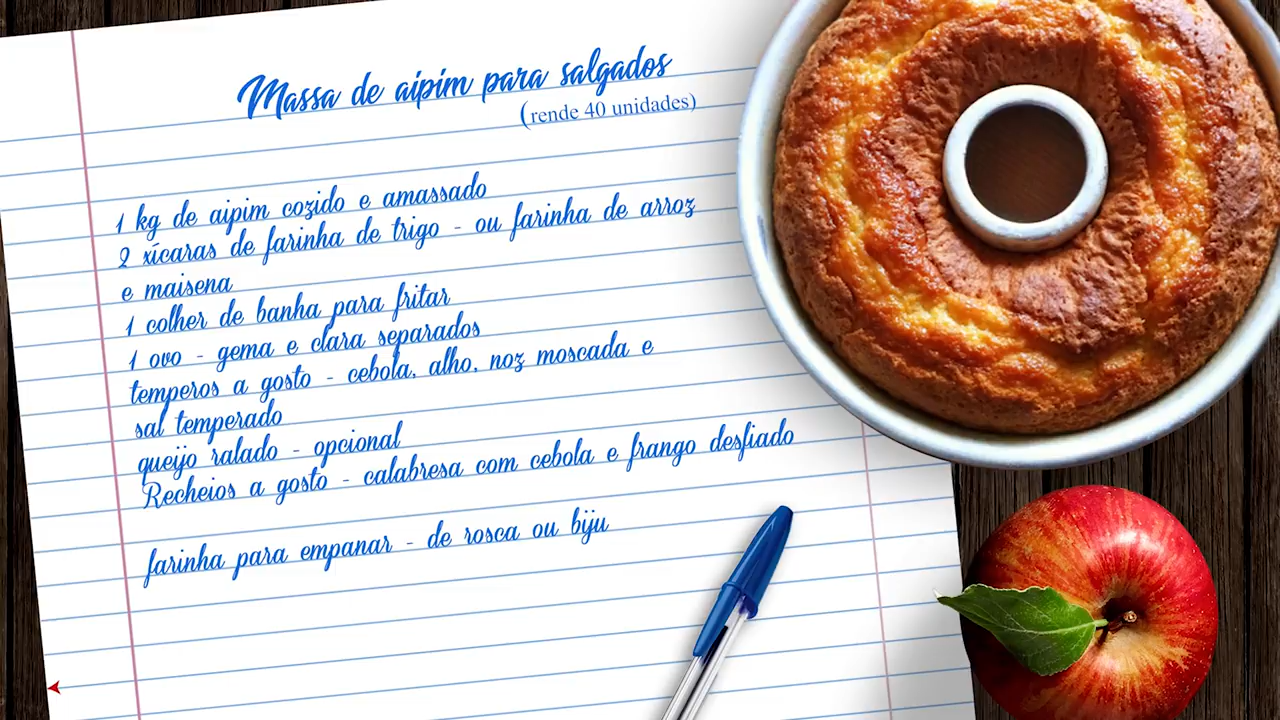 Massa de aipim para salgados
(rende 40 unidades)
1 kg de aipim cozido e amassado
2 xícaras de farinha de trigo - ou farinha de arroz
e maisena
1 colher de banha para fritar
1 ovo - gema e clara separados
temperos a gosto - cebola, alho, noz moscada e
sal temperado
queijo ralado - opcional
Recheios a gosto - calabresa com cebola e frango desfiado
farinha para empanar - de rosca ou biju